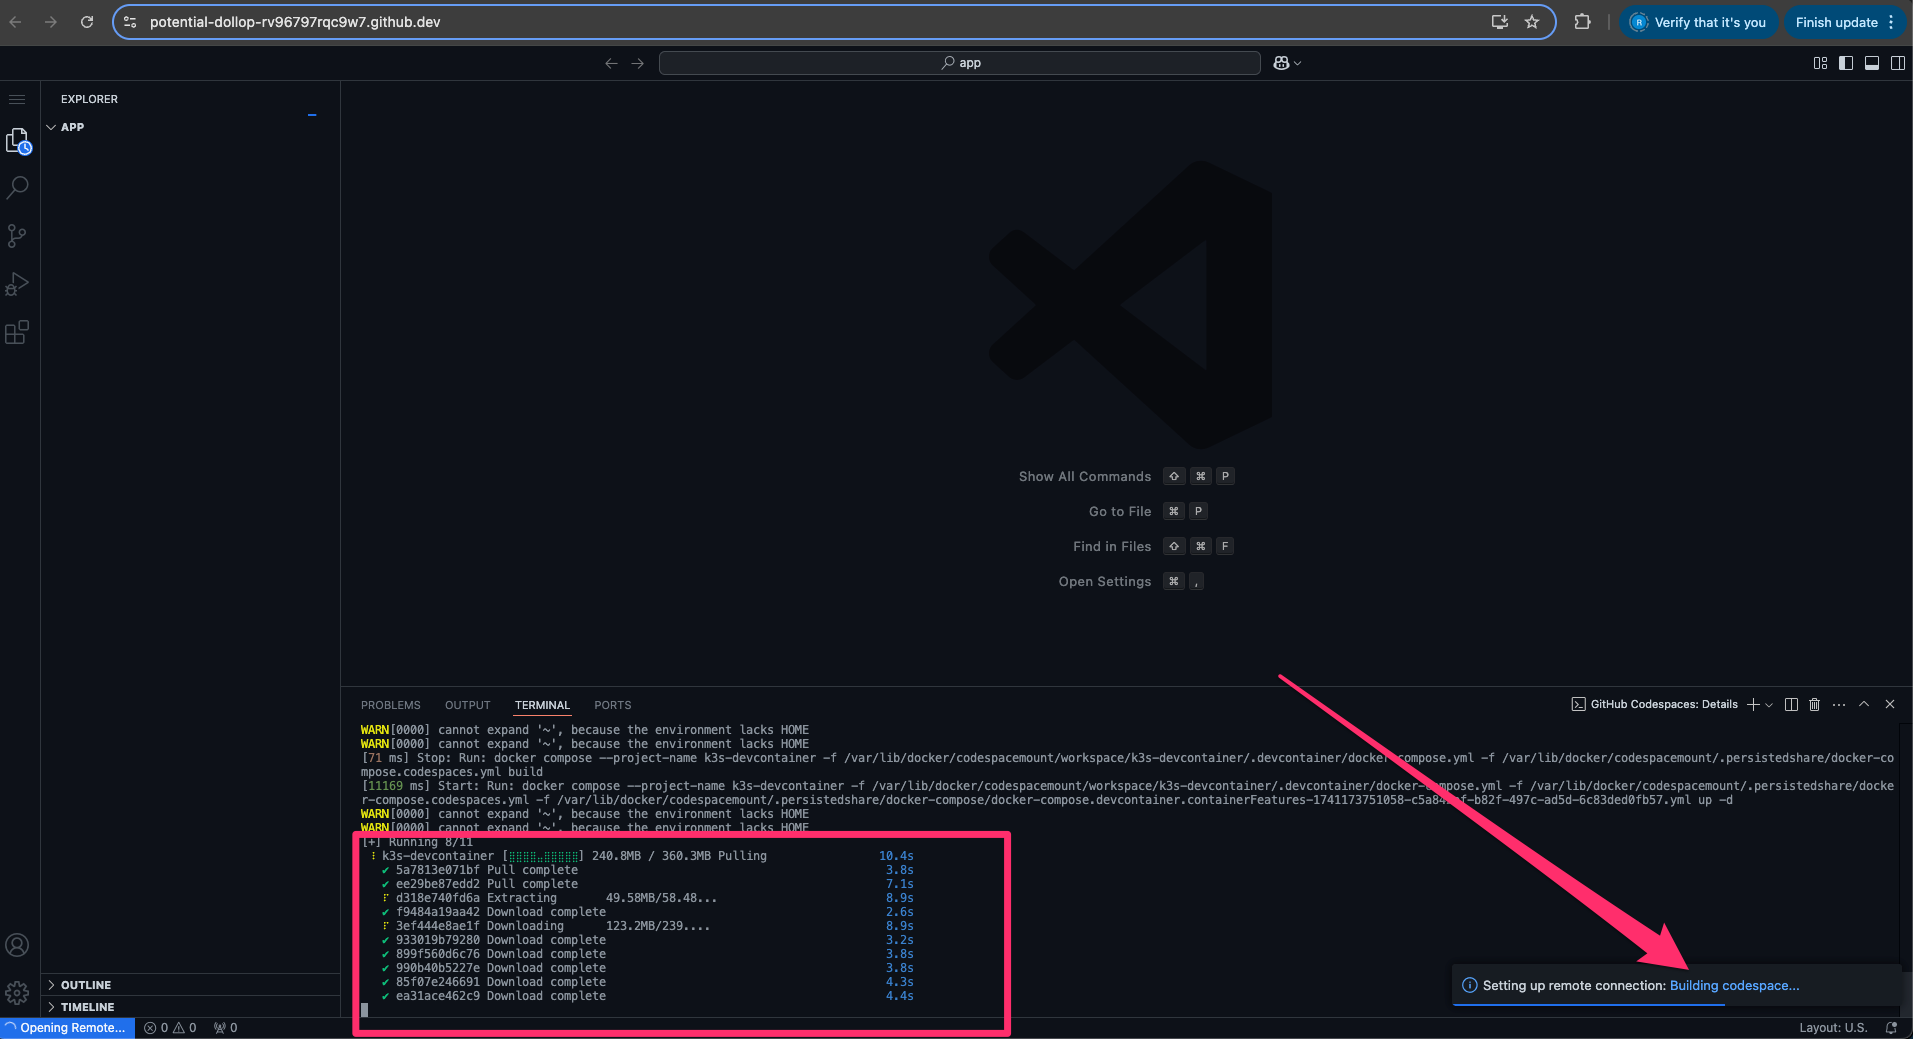 potential-dollop-rv96797rqc9w7.github.dev
Verify that it's you
Finish update
app
EXPLORER
APP
Show All Commands ⇧ ⌘ P
Go to File ⌘ P
Find in Files ⇧ ⌘ F
Open Settings ⌘ ,
PROBLEMS OUTPUT TERMINAL PORTS
GitHub Codespaces: Details
WARN[0000] cannot expand '~', because the environment lacks HOME
WARN[0000] cannot expand '~', because the environment lacks HOME
[71 ms] Stop: Run: docker compose --project-name k3s-devcontainer -f /var/lib/docker/codespacemount/workspace/k3s-devcontainer/.devcontainer/docker-compose.yml -f /var/lib/docker/codespacemount/.persistedshare/docker-co
mpose.codespaces.yml build
[11169 ms] Start: Run: docker compose --project-name k3s-devcontainer -f /var/lib/docker/codespacemount/workspace/k3s-devcontainer/.devcontainer/docker-compose.yml -f /var/lib/docker/codespacemount/.persistedshare/docke
r-compose.codespaces.yml -f /var/lib/docker/codespacemount/.persistedshare/docker-compose/docker-compose.devcontainer.containerFeatures-1741173751058-b82f-497c-ad5d-6c83ded0fb57.yml up -d
WARN[0000] cannot expand '~', because the environment lacks HOME
WARN[0000] cannot expand '~', because the environment lacks HOME
[+] Running 8/11
k3s-devcontainer [⣿⣿⣿⣿⣀⣿⣿⣿⣿⣿] 240.8MB / 360.3MB Pulling 10.4s
✔ 5a7813e071bf Pull complete 3.8s
✔ ee29be87edd2 Pull complete 7.1s
d318e740fd6a Extracting 49.58MB/58.48... 8.9s
✔ f9484a19aa42 Download complete 2.6s
3ef444e8ae1f Downloading 123.2MB/239.... 8.9s
✔ 933019b79280 Download complete 3.2s
✔ 899f560d6c76 Download complete 3.8s
✔ 990b40b5227e Download complete 3.8s
✔ 85f07e246691 Download complete 4.3s
✔ ea31ace462c9 Download complete 4.4s
Setting up remote connection: Building codespace...
OUTLINE
TIMELINE
Opening Remote... 0 0 0
Layout: U.S.